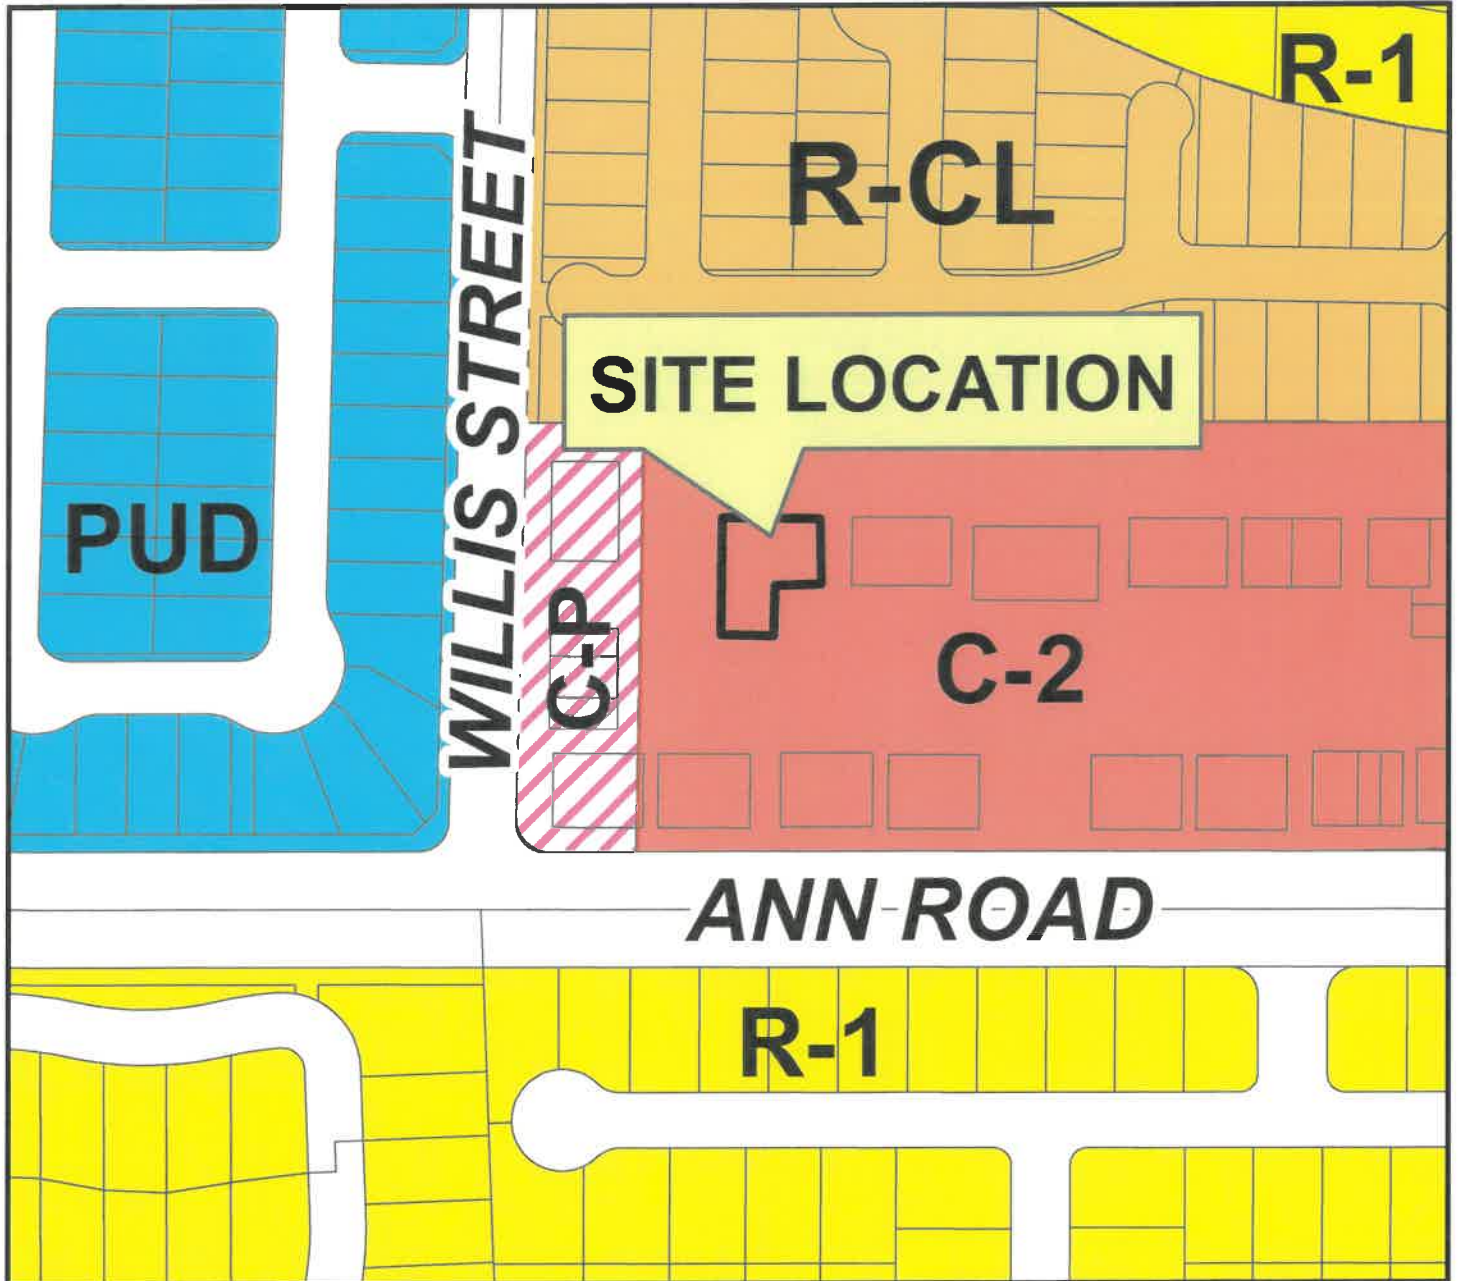 R-1
R-CL
WILLIS STREET
SITE LOCATION
PUD
C-P
C-2
ANN ROAD
R-1